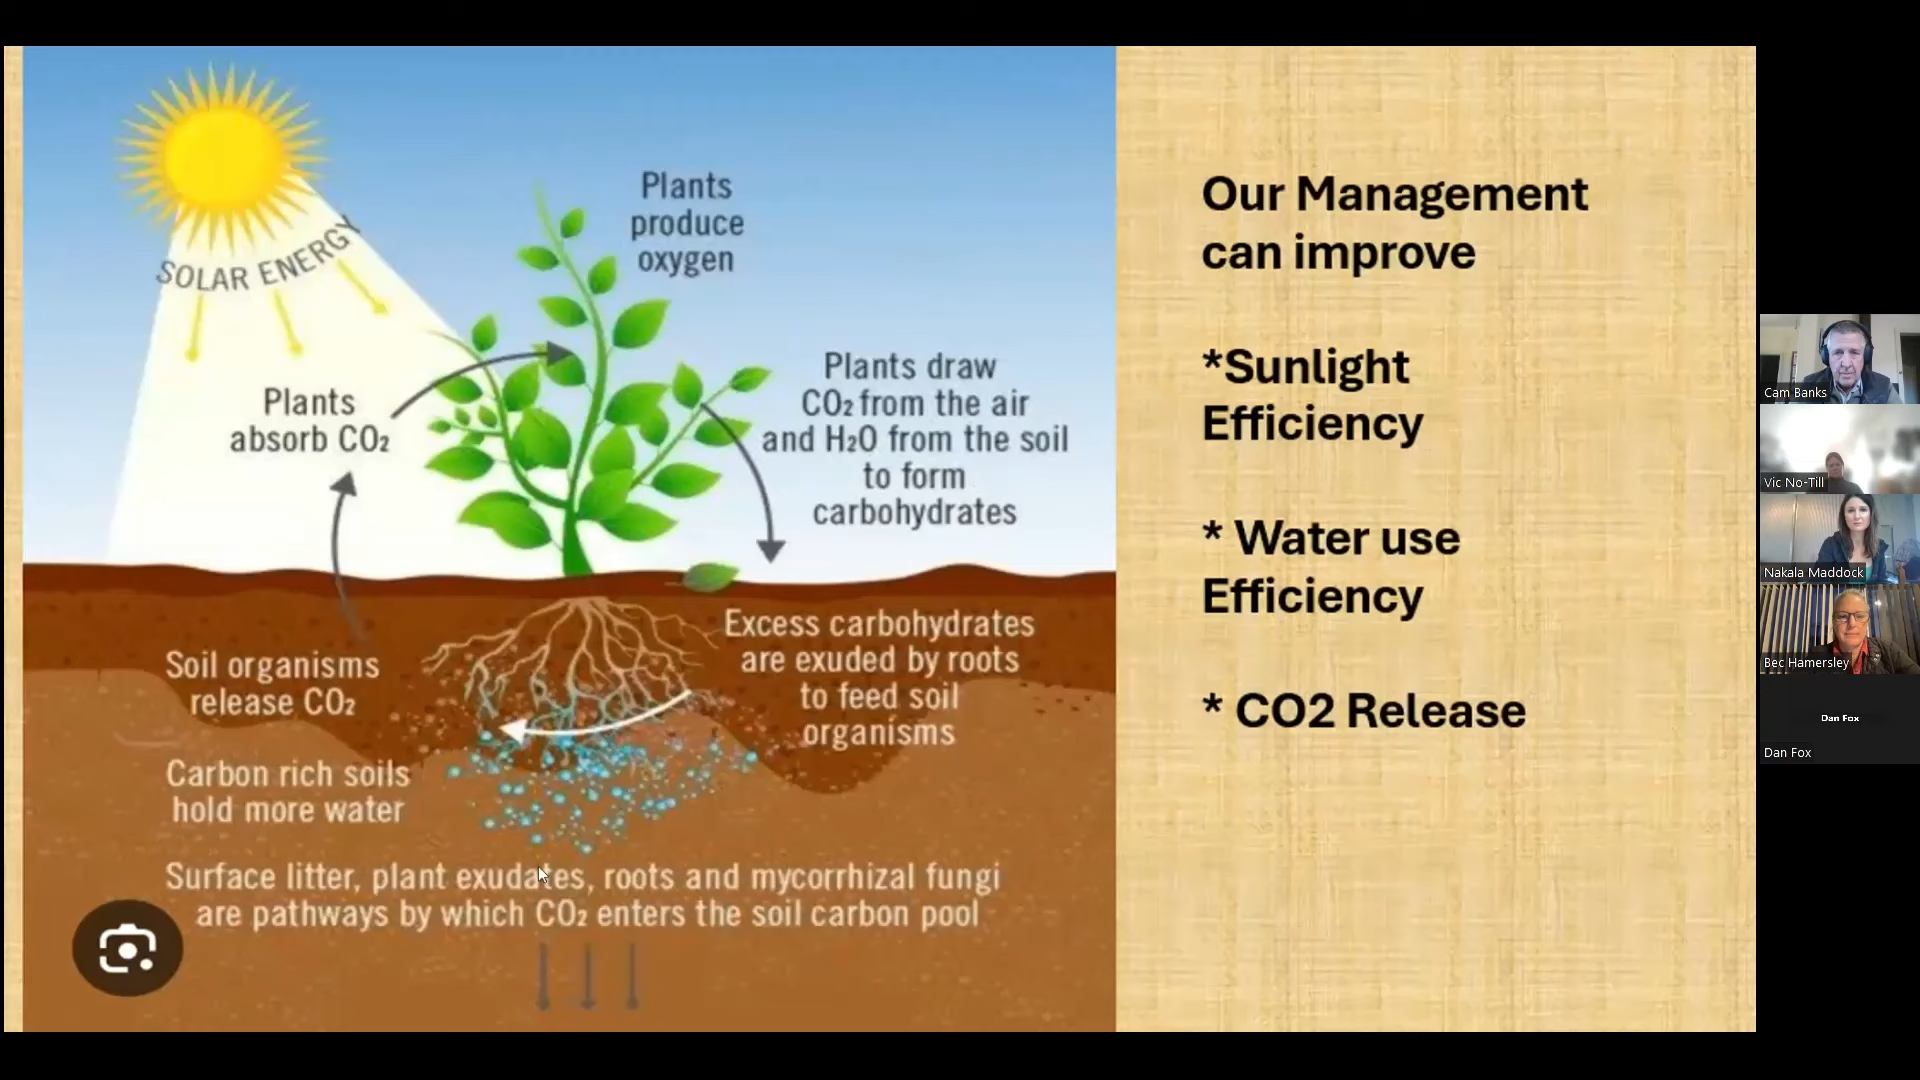 SOLAR ENERGY
Plants
produce
oxygen
Plants
absorb CO₂
Plants draw
CO₂ from the air
and H₂O from the soil
to form
carbohydrates
Soil organisms
release CO₂
Excess carbohydrates
are exuded by roots
to feed soil
organisms
Carbon rich soils
hold more water
Surface litter, plant exudates, roots and mycorrhizal fungi
are pathways by which CO₂ enters the soil carbon pool
Our Management
can improve
*Sunlight
Efficiency
* Water use
Efficiency
* CO2 Release
Cam Banks
Vic No-Till
Nakala Maddock
Bec Hamersley
Dan Fox
Dan Fox